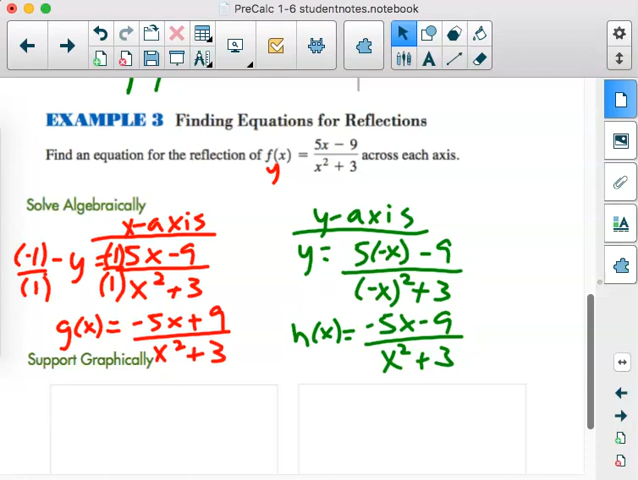 PreCalc 1-6 studentnotes.notebook
EXAMPLE 3 Finding Equations for Reflections
Find an equation for the reflection of f(x) = (5x − 9)/(x² + 3) across each axis.
y
Solve Algebraically
x-axis
(-1)/(1) -y = (-1)5x-9/(1)x²+3
g(x) = -5x+9/x²+3
y-axis
y = 5(-x)-9/(-x)²+3
h(x) = -5x-9/x²+3
Support Graphically